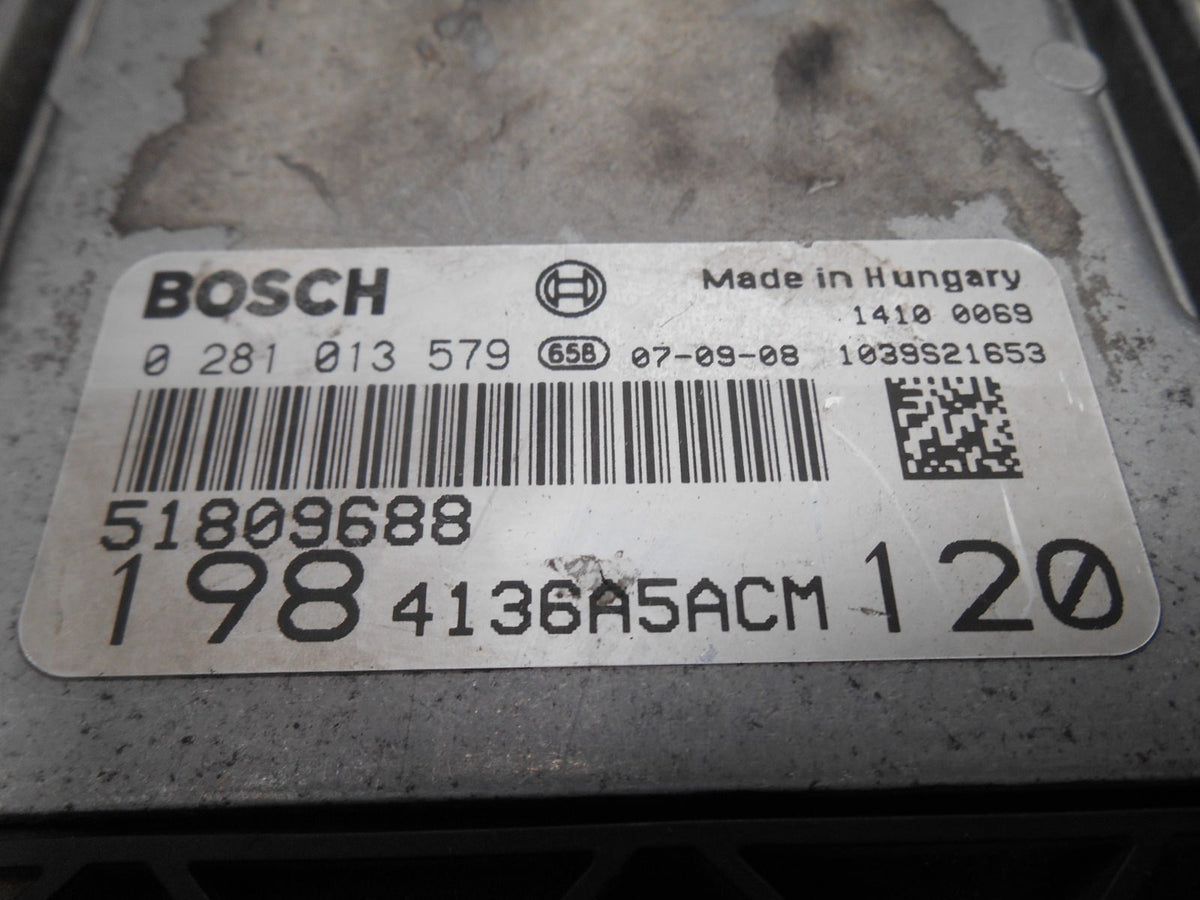 BOSCH
Made in Hungary
1410 0069
0 281 013 579 65B 07-09-08 1039S21653
51809688
198 4136A5ACM 120